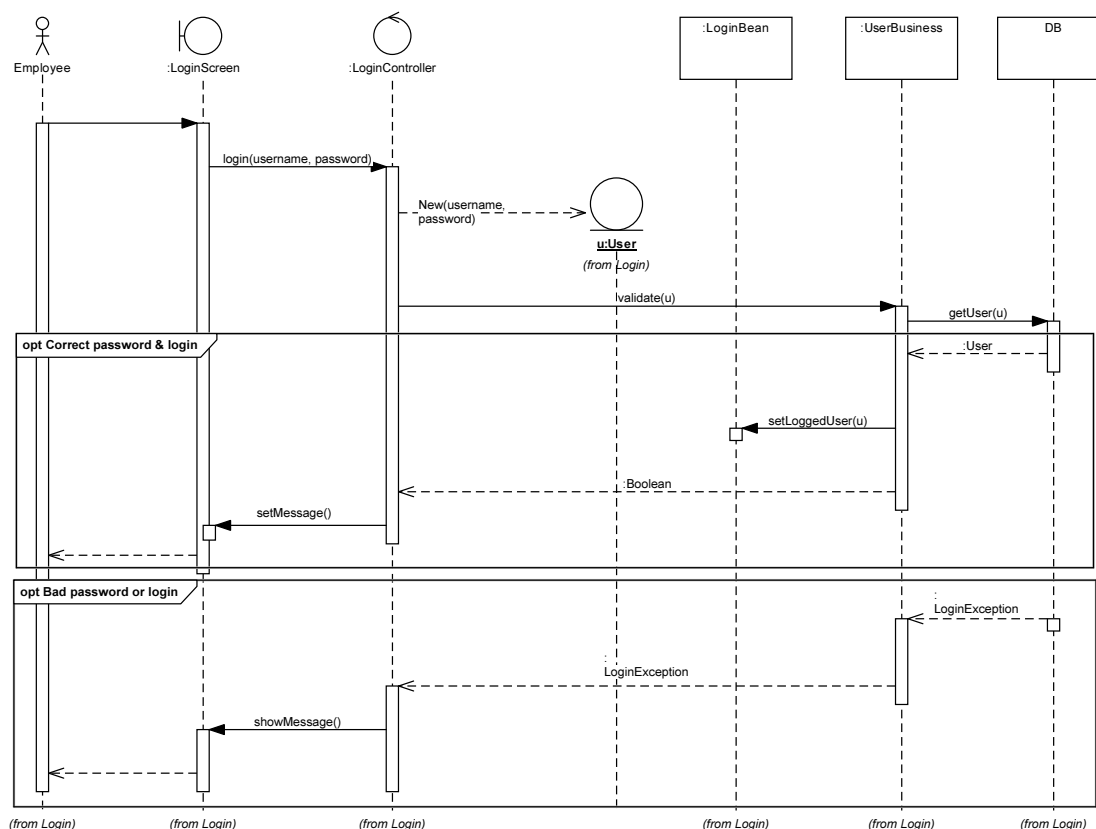 Employee
:LoginScreen
:LoginController
:LoginBean
:UserBusiness
DB
login(username, password)
New(username,
password)
u:User
(from Login)
validate(u)
getUser(u)
opt Correct password & login
:User
setLoggedUser(u)
:Boolean
setMessage()
opt Bad password or login
:
LoginException
:
LoginException
showMessage()
(from Login)
(from Login)
(from Login)
(from Login)
(from Login)
(from Login)